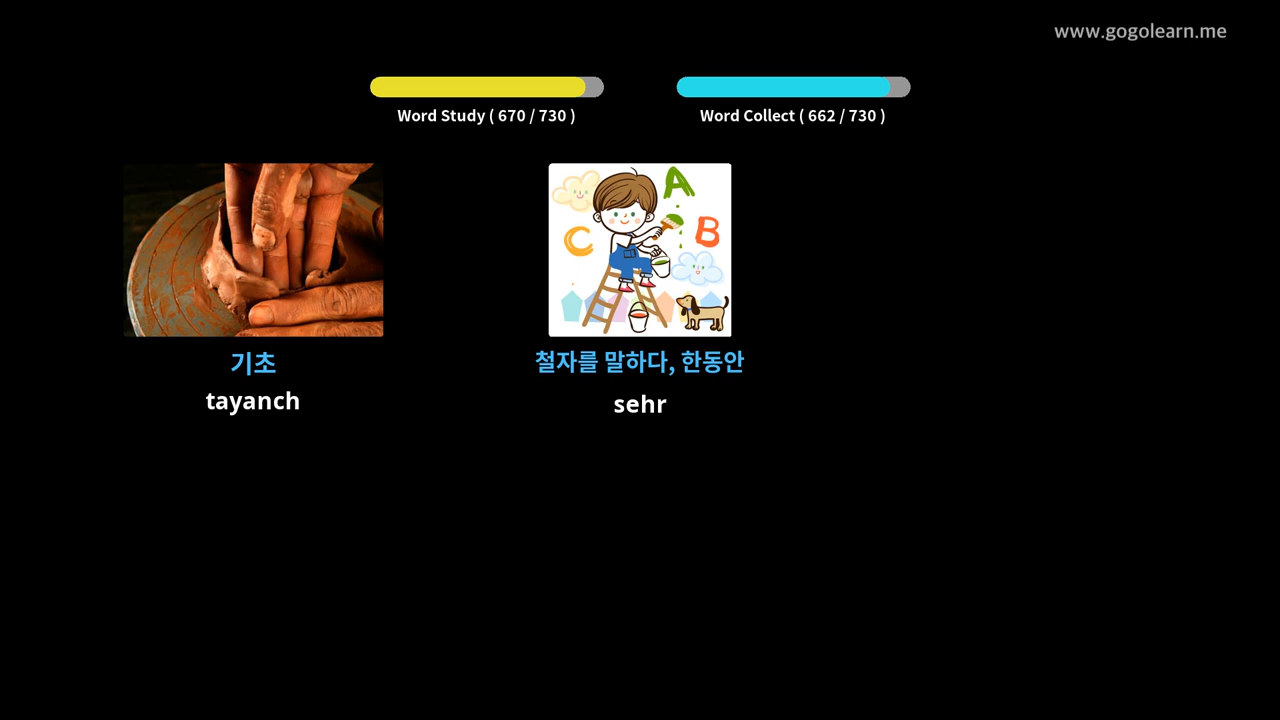 www.gogolearn.me
Word Study ( 670 / 730 )
Word Collect ( 662 / 730 )
A
B
C
기초
tayanch
철자를 말하다, 한동안
sehr